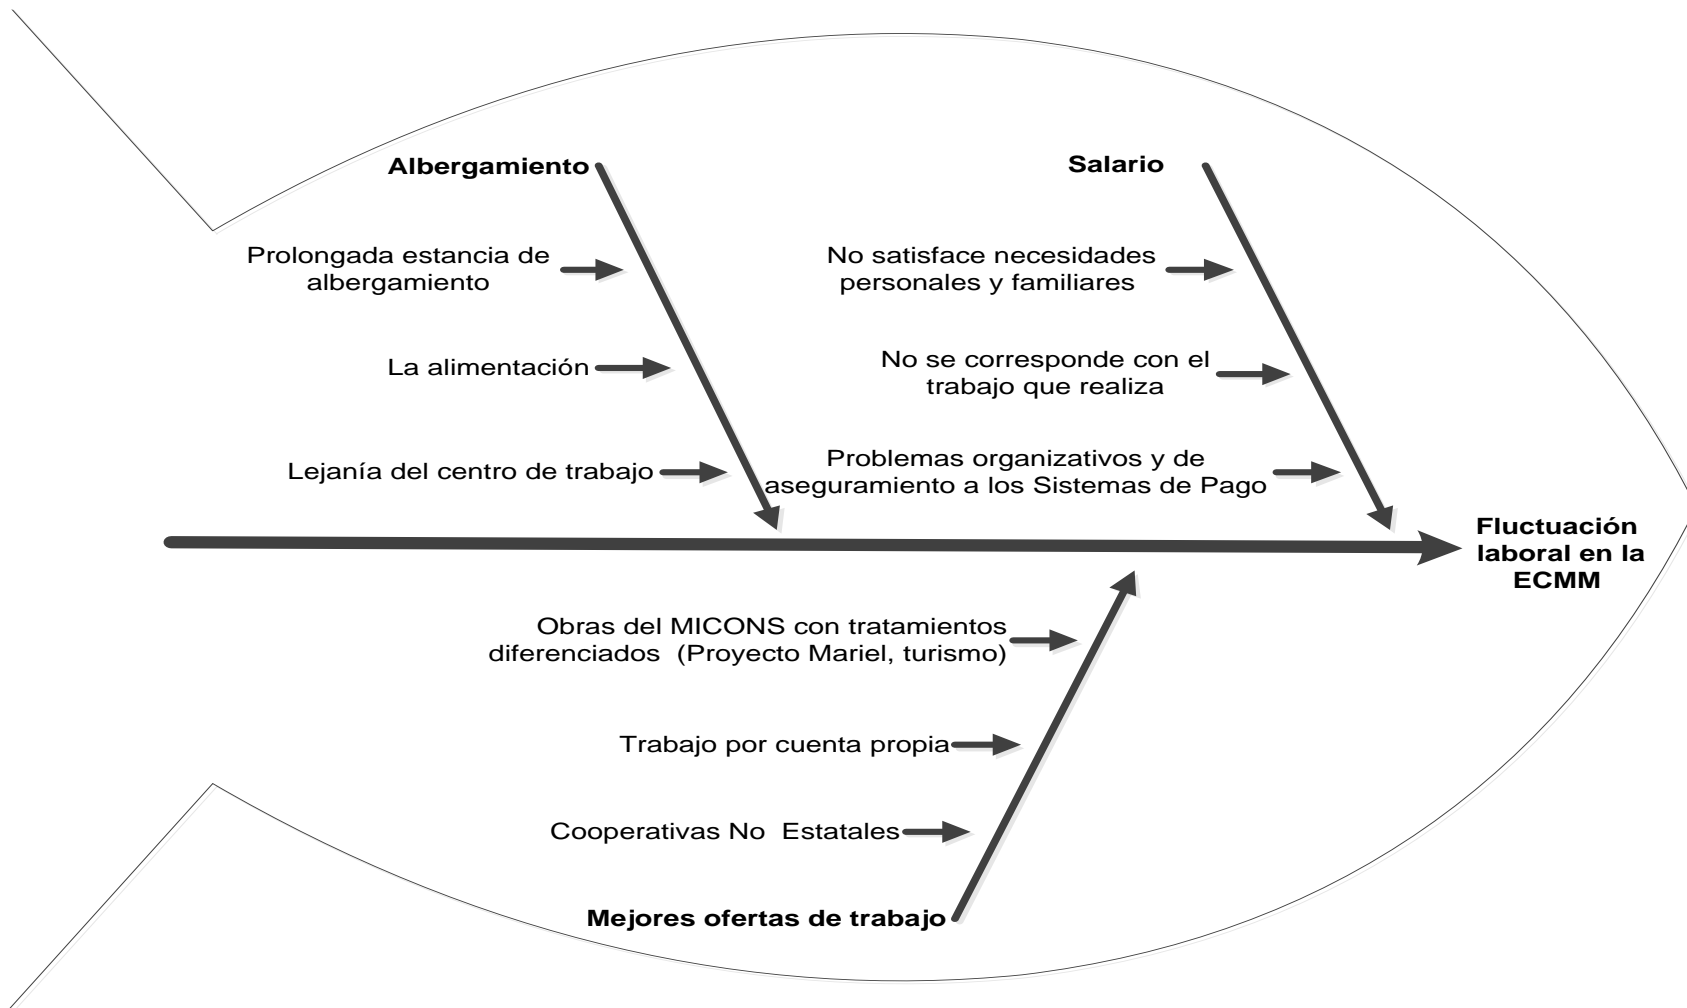 Albergamiento
Prolongada estancia de
albergamiento
La alimentación
Lejanía del centro de trabajo
Salario
No satisface necesidades
personales y familiares
No se corresponde con el
trabajo que realiza
Problemas organizativos y de
aseguramiento a los Sistemas de Pago
Fluctuación
laboral en la
ECMM
Obras del MICONS con tratamientos
diferenciados (Proyecto Mariel, turismo)
Trabajo por cuenta propia
Cooperativas No Estatales
Mejores ofertas de trabajo